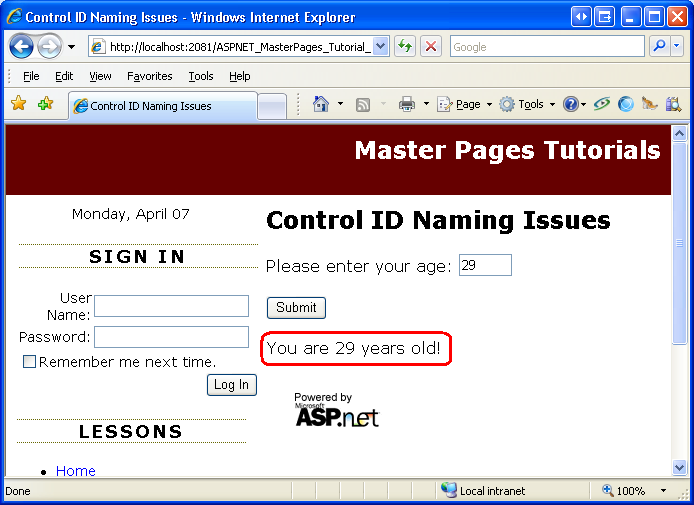 Control ID Naming Issues - Windows Internet Explorer
http://localhost:2081/ASPNET_MasterPages_Tutorial_
Google
File Edit View Favorites Tools Help
Control ID Naming Issues
Page Tools
Master Pages Tutorials
Monday, April 07
SIGN IN
User Name:
Password:
Remember me next time.
Log In
LESSONS
Home
Control ID Naming Issues
Please enter your age: 29
Submit
You are 29 years old!
Powered by
Microsoft
ASP.net
Done
Local intranet
100%